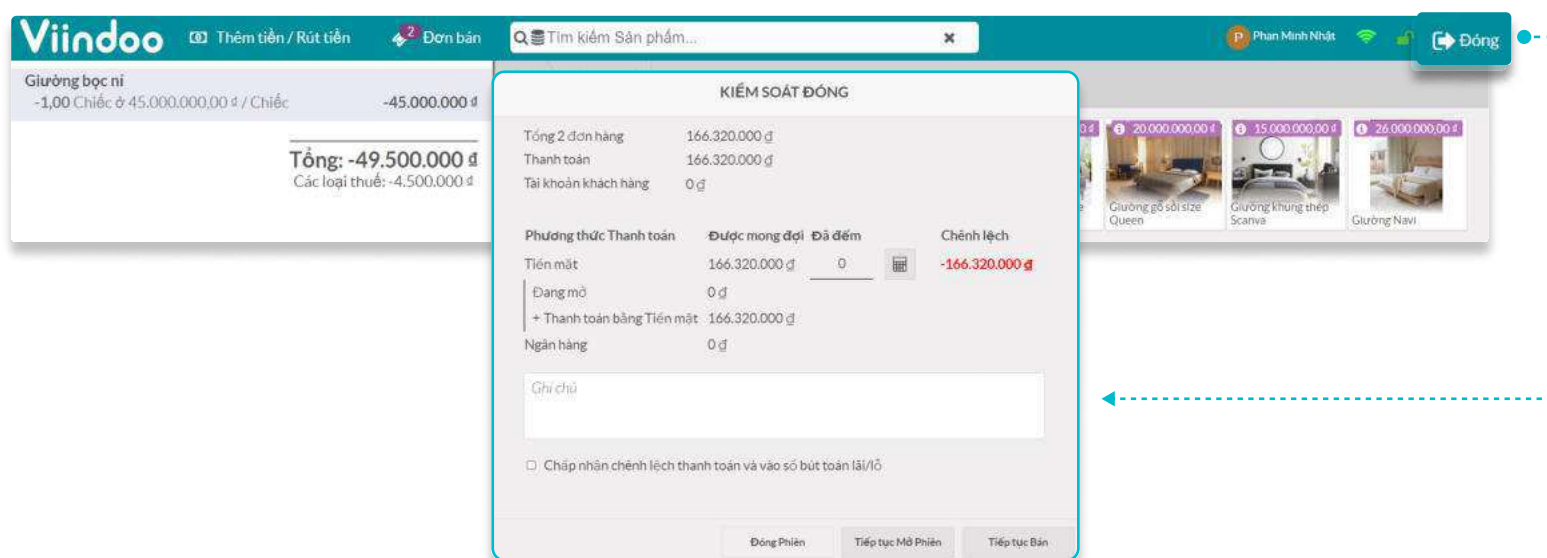 Viindoo Thêm tiền / Rút tiền 2 Đơn bán Tìm kiếm Sản phẩm... P Phan Minh Nhật Đóng
Giường bọc nỉ
-1,00 Chiếc ở 45.000.000,00 ₫ / Chiếc -45.000.000 ₫
Tổng: -49.500.000 ₫
Các loại thuế: -4.500.000 ₫
KIỂM SOÁT ĐÓNG
Tổng 2 đơn hàng 166.320.000 ₫
Thanh toán 166.320.000 ₫
Tài khoản khách hàng 0 ₫
Phương thức Thanh toán Được mong đợi Đã đếm Chênh lệch
Tiền mặt 166.320.000 ₫ 0 -166.320.000 ₫
Đang mở 0 ₫
+ Thanh toán bằng Tiền mặt 166.320.000 ₫
Ngân hàng 0 ₫
Ghi chú
Chấp nhận chênh lệch thanh toán và vào sổ bút toán lãi/lỗ
Đóng Phiên Tiếp tục Mở Phiên Tiếp tục Bán
20.000.000,00 ₫ 15.000.000,00 ₫ 26.000.000,00 ₫
Giường gỗ sồi size
Queen
Giường khung thép
Scanva
Giường Navi